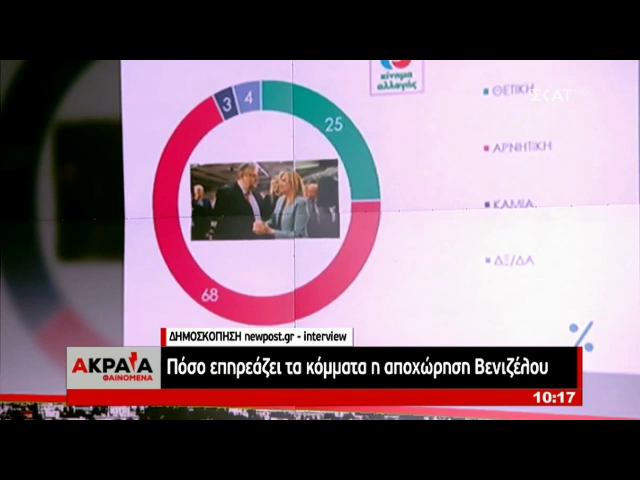 κίνημα
αλλαγής
ΘΕΤΙΚΗ
ΣΚΑΪ
3
4
25
ΑΡΝΗΤΙΚΗ
ΚΑΜΙΑ
ΔΞ/ΔΑ
68
%
ΔΗΜΟΣΚΟΠΗΣΗ newpost.gr - interview
ΑΚΡΑΙΑ
ΦΑΙΝΟΜΕΝΑ
Πόσο επηρεάζει τα κόμματα η αποχώρηση Βενιζέλου
10:17